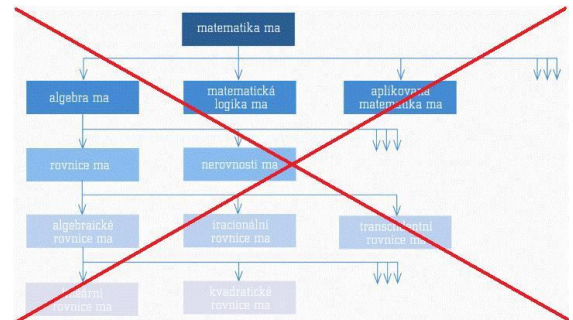 matematika ma
algebra ma
matematická
logika ma
aplikovaná
matematika ma
rovnice ma
nerovnosti ma
algebraické
rovnice ma
iracionální
rovnice ma
transcendentní
rovnice ma
lineární
rovnice ma
kvadratické
rovnice ma